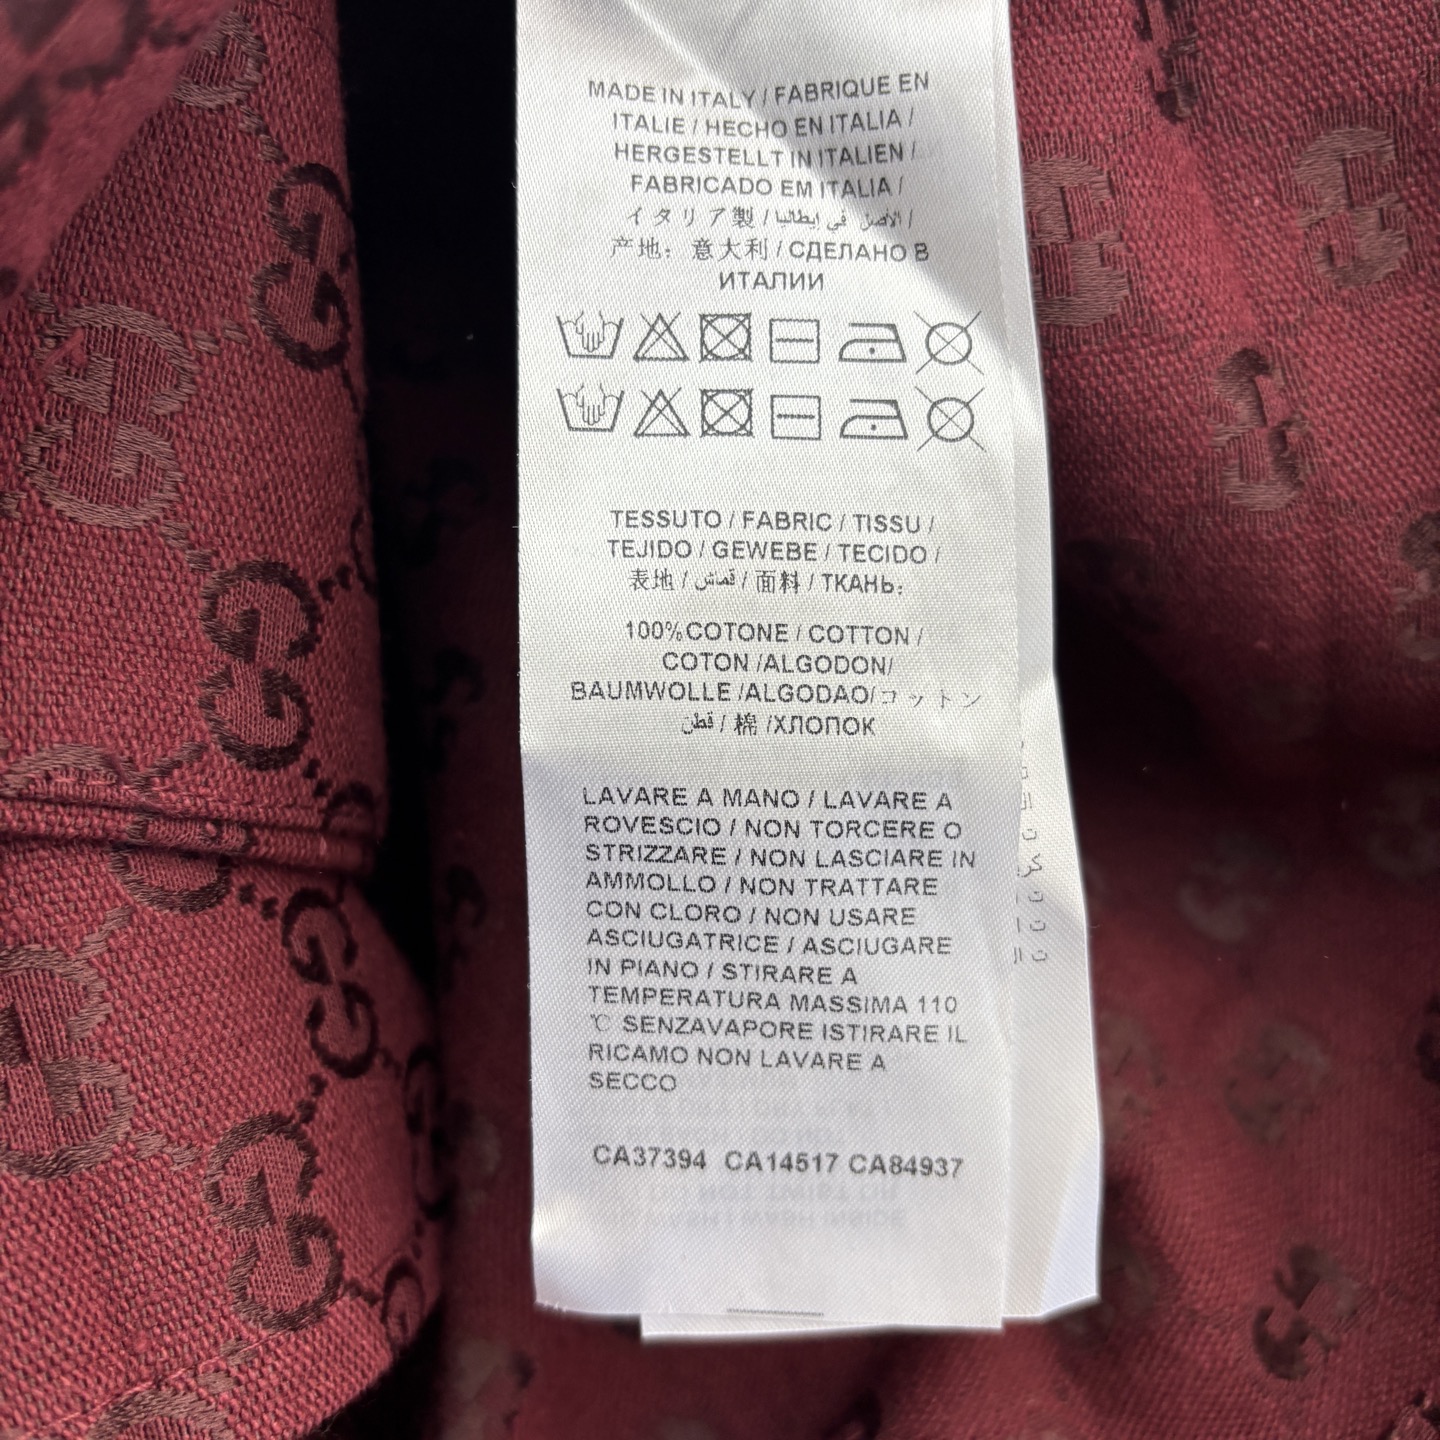 MADE IN ITALY / FABRIQUE EN
ITALIE / HECHO EN ITALIA /
HERGESTELLT IN ITALIEN /
FABRICADO EM ITALIA /
イタリア製 / الأصل في إيطاليا /
产地：意大利 / СДЕЛАНО В
ИТАЛИИ
TESSUTO / FABRIC / TISSU /
TEJIDO / GEWEBE / TECIDO /
表地 / قماش / 面料 / ТКАНЬ:
100%COTONE / COTTON /
COTON /ALGODON/
BAUMWOLLE /ALGODAO/コットン
قطن / 棉 /ХЛОПОК
LAVARE A MANO / LAVARE A
ROVESCIO / NON TORCERE O
STRIZZARE / NON LASCIARE IN
AMMOLLO / NON TRATTARE
CON CLORO / NON USARE
ASCIUGATRICE / ASCIUGARE
IN PIANO / STIRARE A
TEMPERATURA MASSIMA 110
℃ SENZAVAPORE ISTIRARE IL
RICAMO NON LAVARE A
SECCO
CA37394 CA14517 CA84937